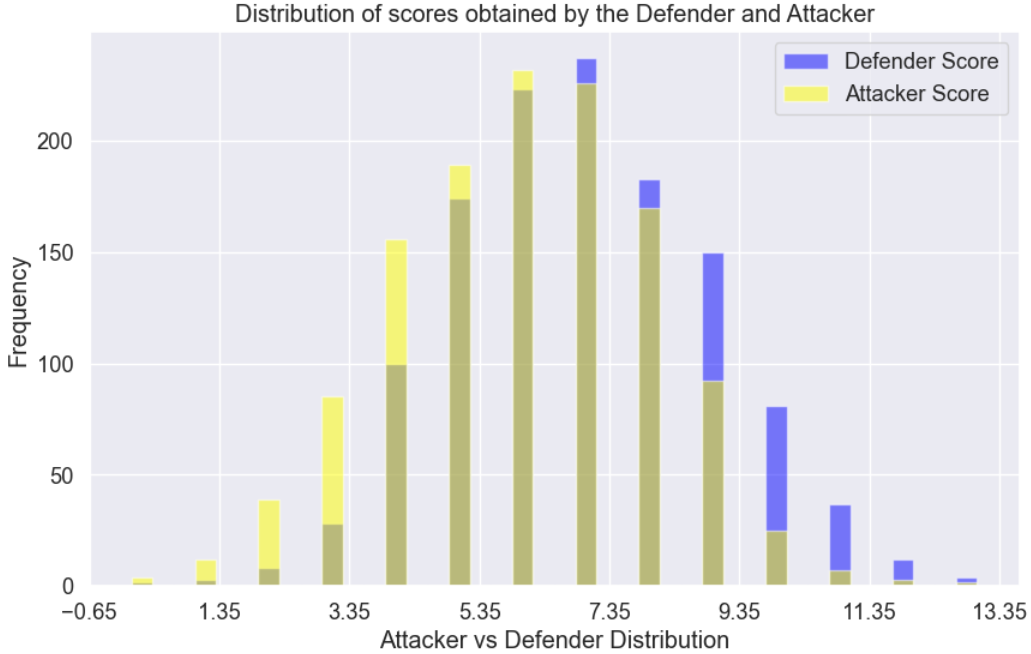 Distribution of scores obtained by the Defender and Attacker
Defender Score
Attacker Score
200
150
100
50
0
Frequency
−0.65 1.35 3.35 5.35 7.35 9.35 11.35 13.35
Attacker vs Defender Distribution